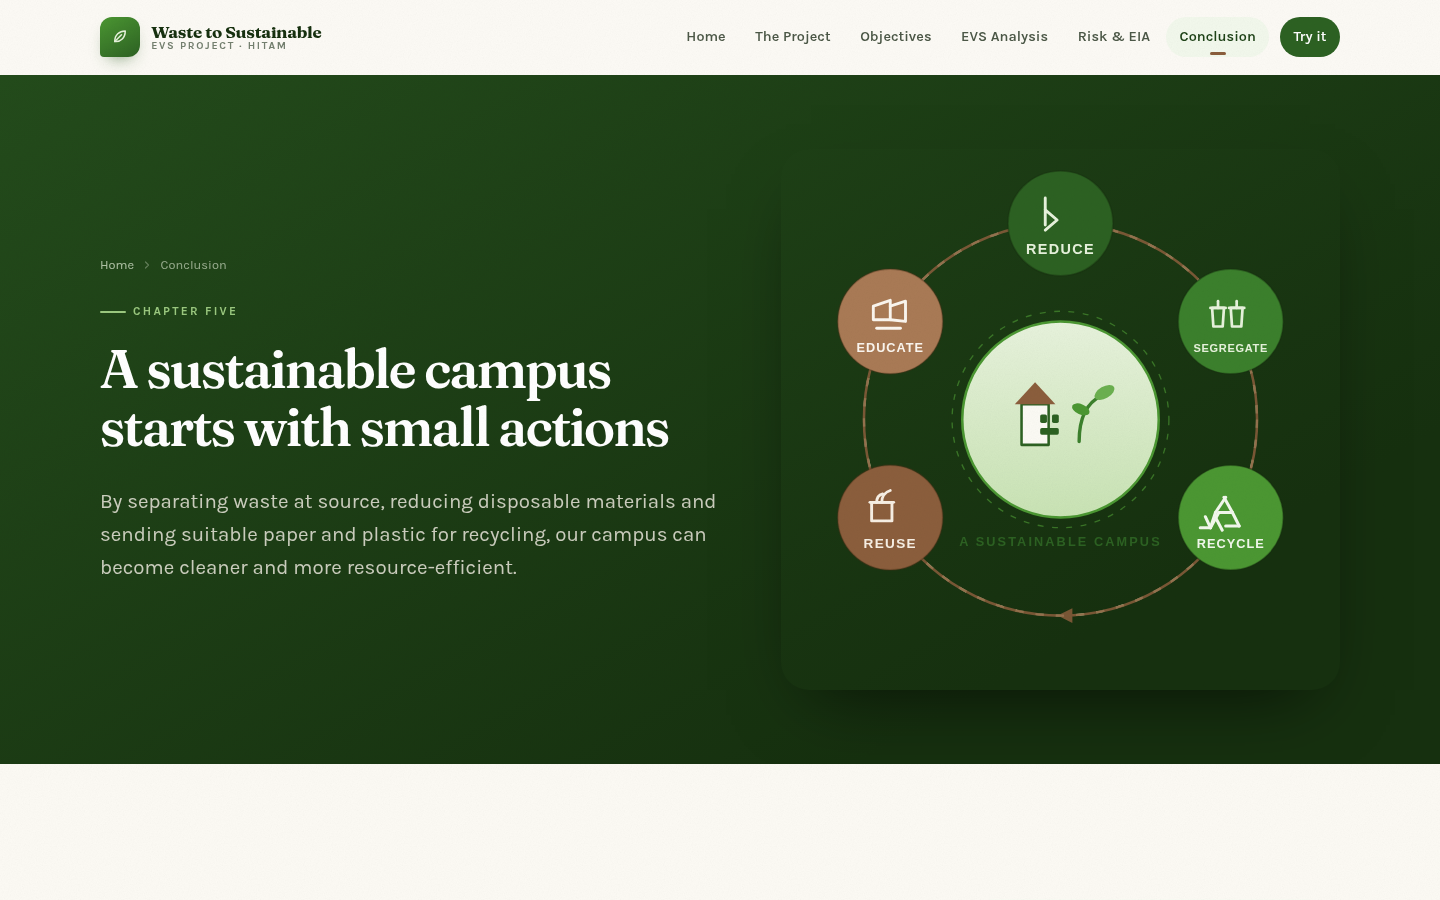 Waste to Sustainable
EVS PROJECT · HITAM
Home
The Project
Objectives
EVS Analysis
Risk & EIA
Conclusion
Try it
Home > Conclusion
CHAPTER FIVE
A sustainable campus
starts with small actions
By separating waste at source, reducing disposable materials and
sending suitable paper and plastic for recycling, our campus can
become cleaner and more resource-efficient.
REDUCE
EDUCATE
SEGREGATE
REUSE
A SUSTAINABLE CAMPUS
RECYCLE